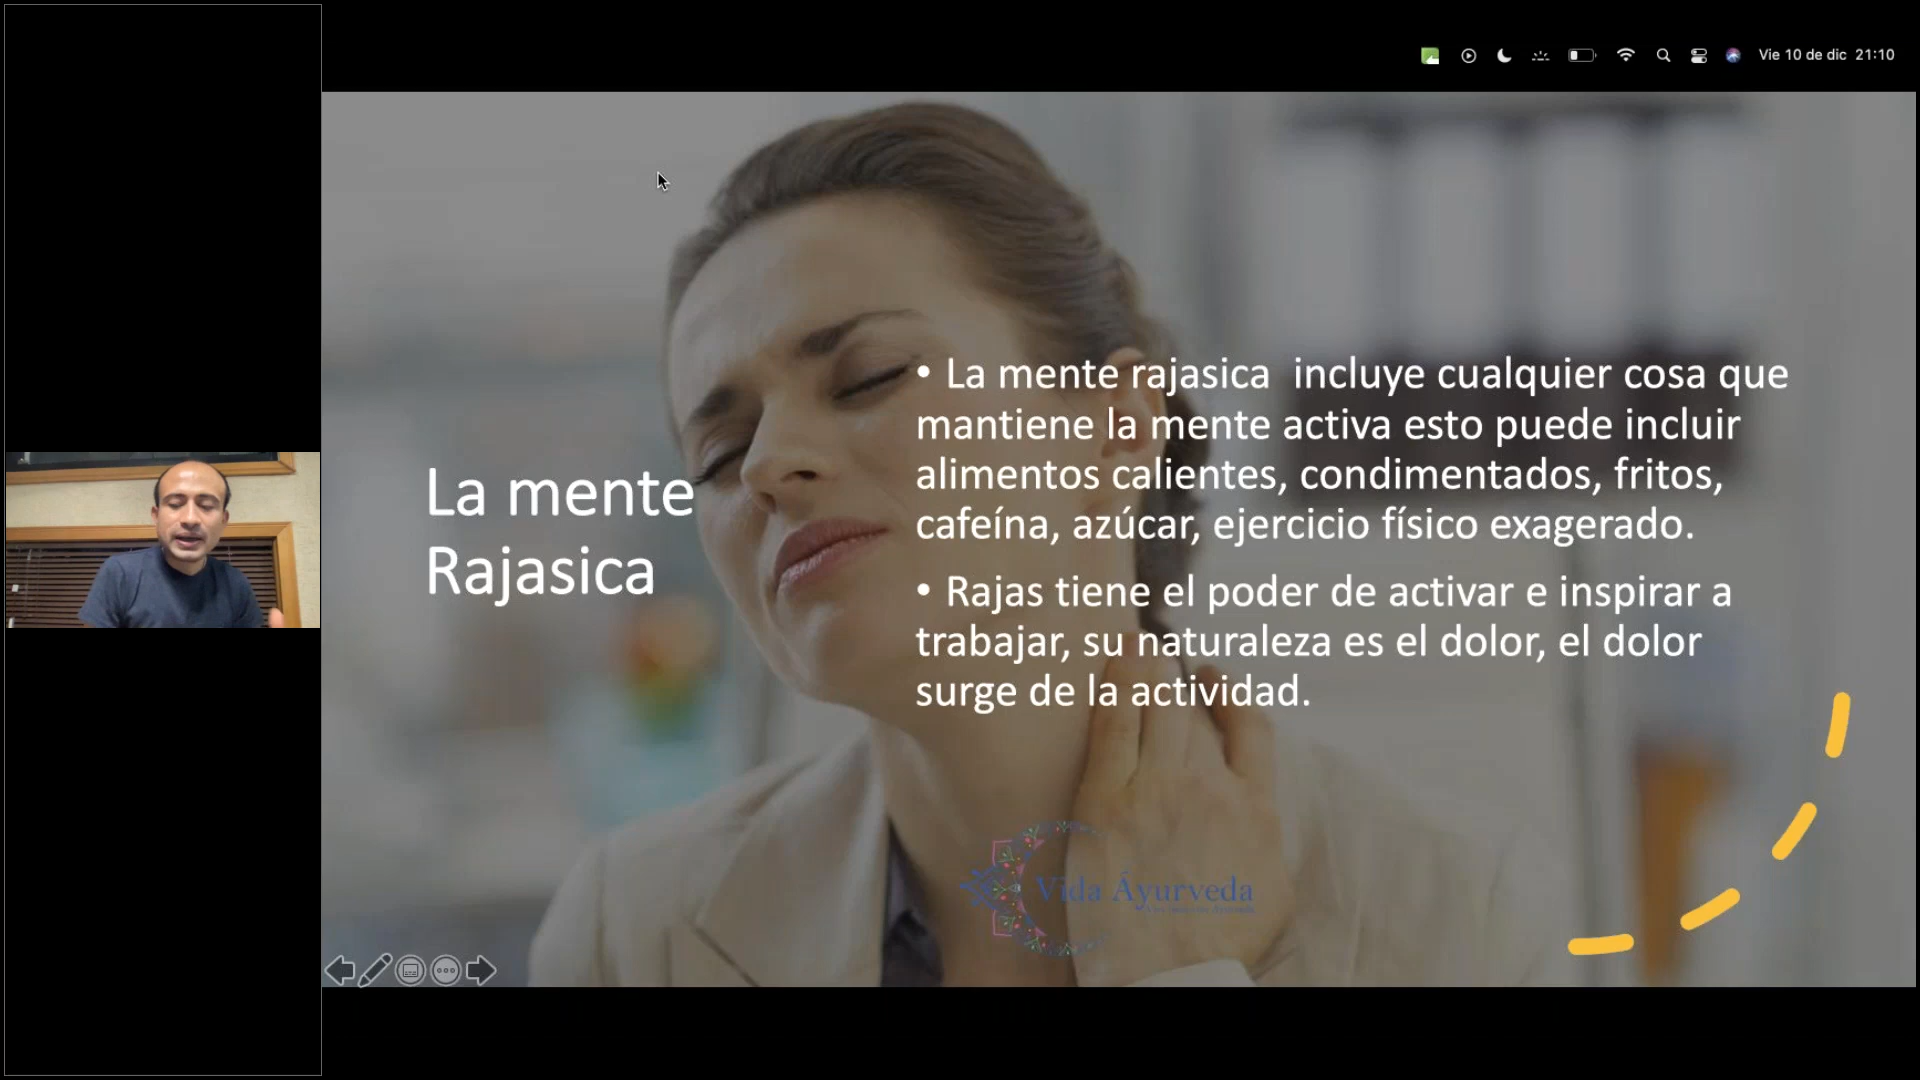 Vie 10 de dic 21:10
La mente
Rajasica
• La mente rajasica incluye cualquier cosa que
mantiene la mente activa esto puede incluir
alimentos calientes, condimentados, fritos,
cafeína, azúcar, ejercicio físico exagerado.
• Rajas tiene el poder de activar e inspirar a
trabajar, su naturaleza es el dolor, el dolor
surge de la actividad.
Vida Áyurveda